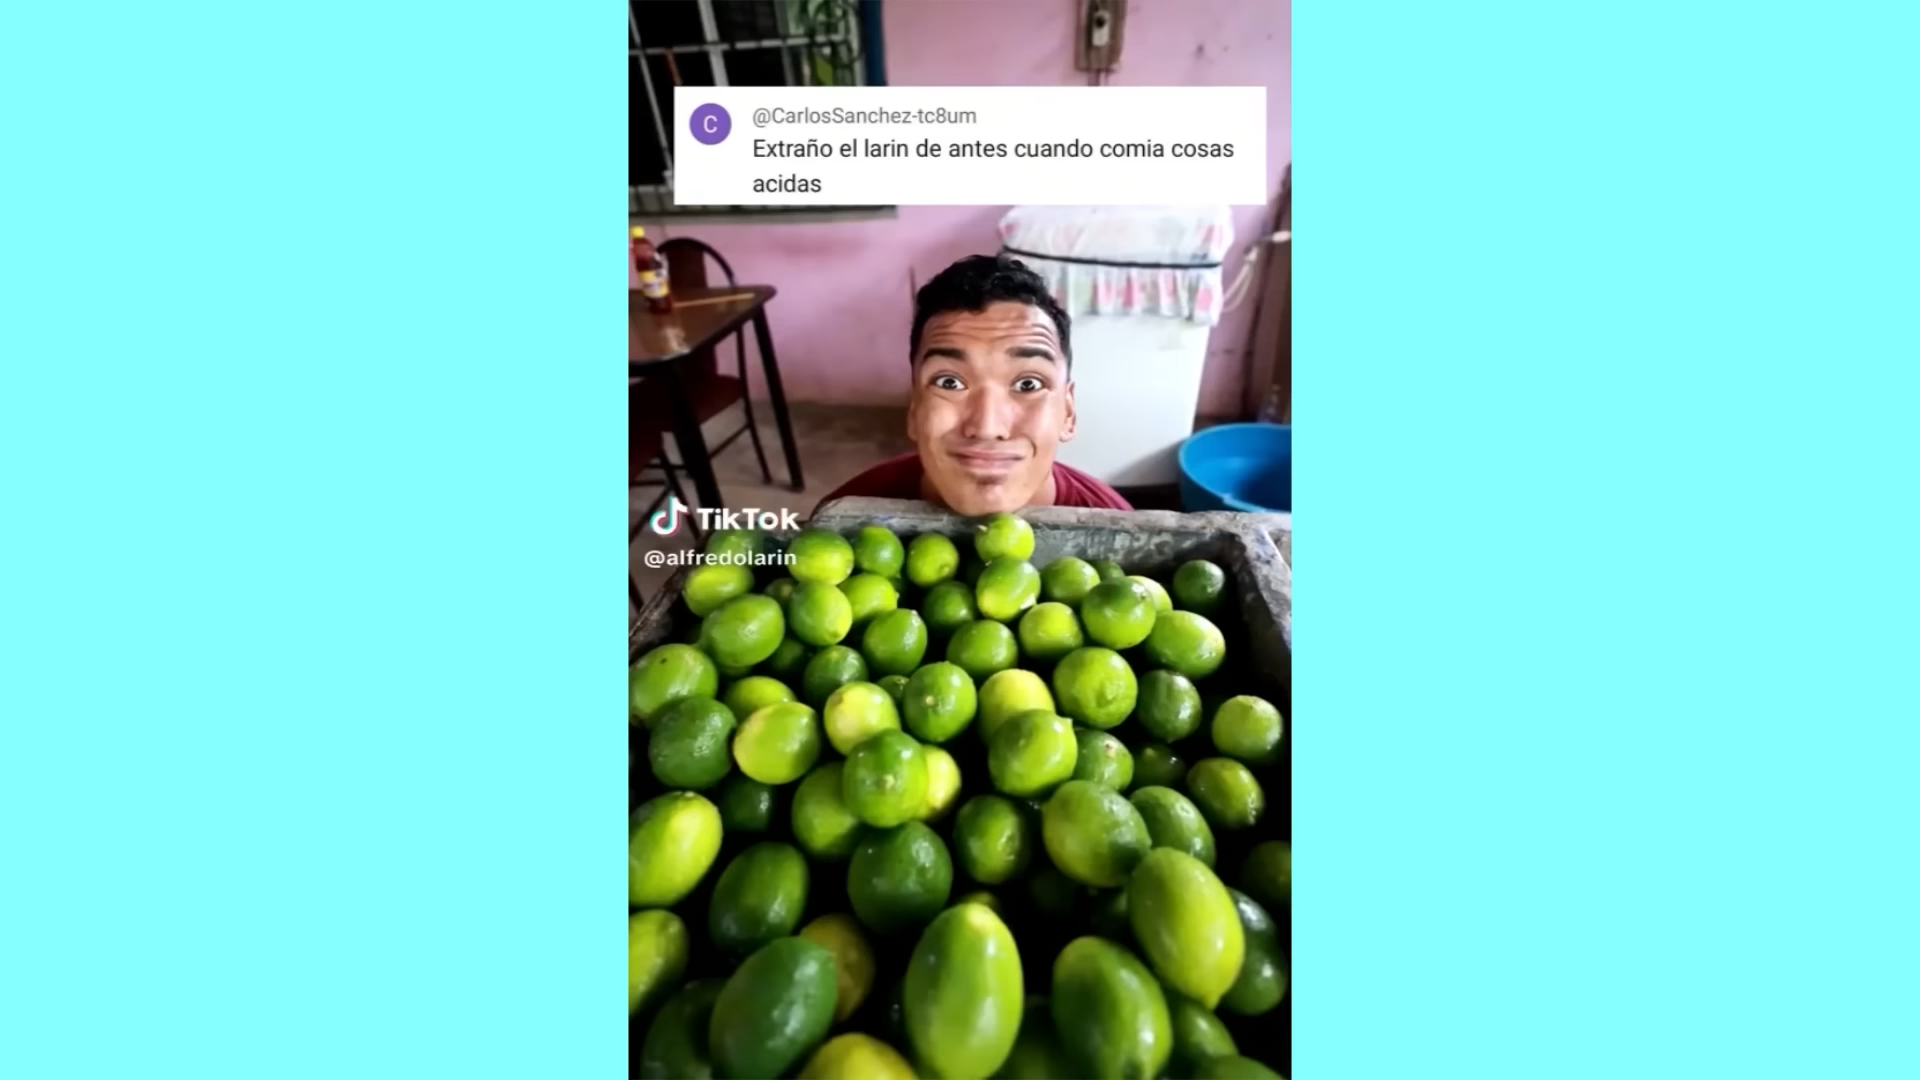 C
@CarlosSanchez-tc8um
Extraño el larin de antes cuando comia cosas
acidas
TikTok
@alfredolarin